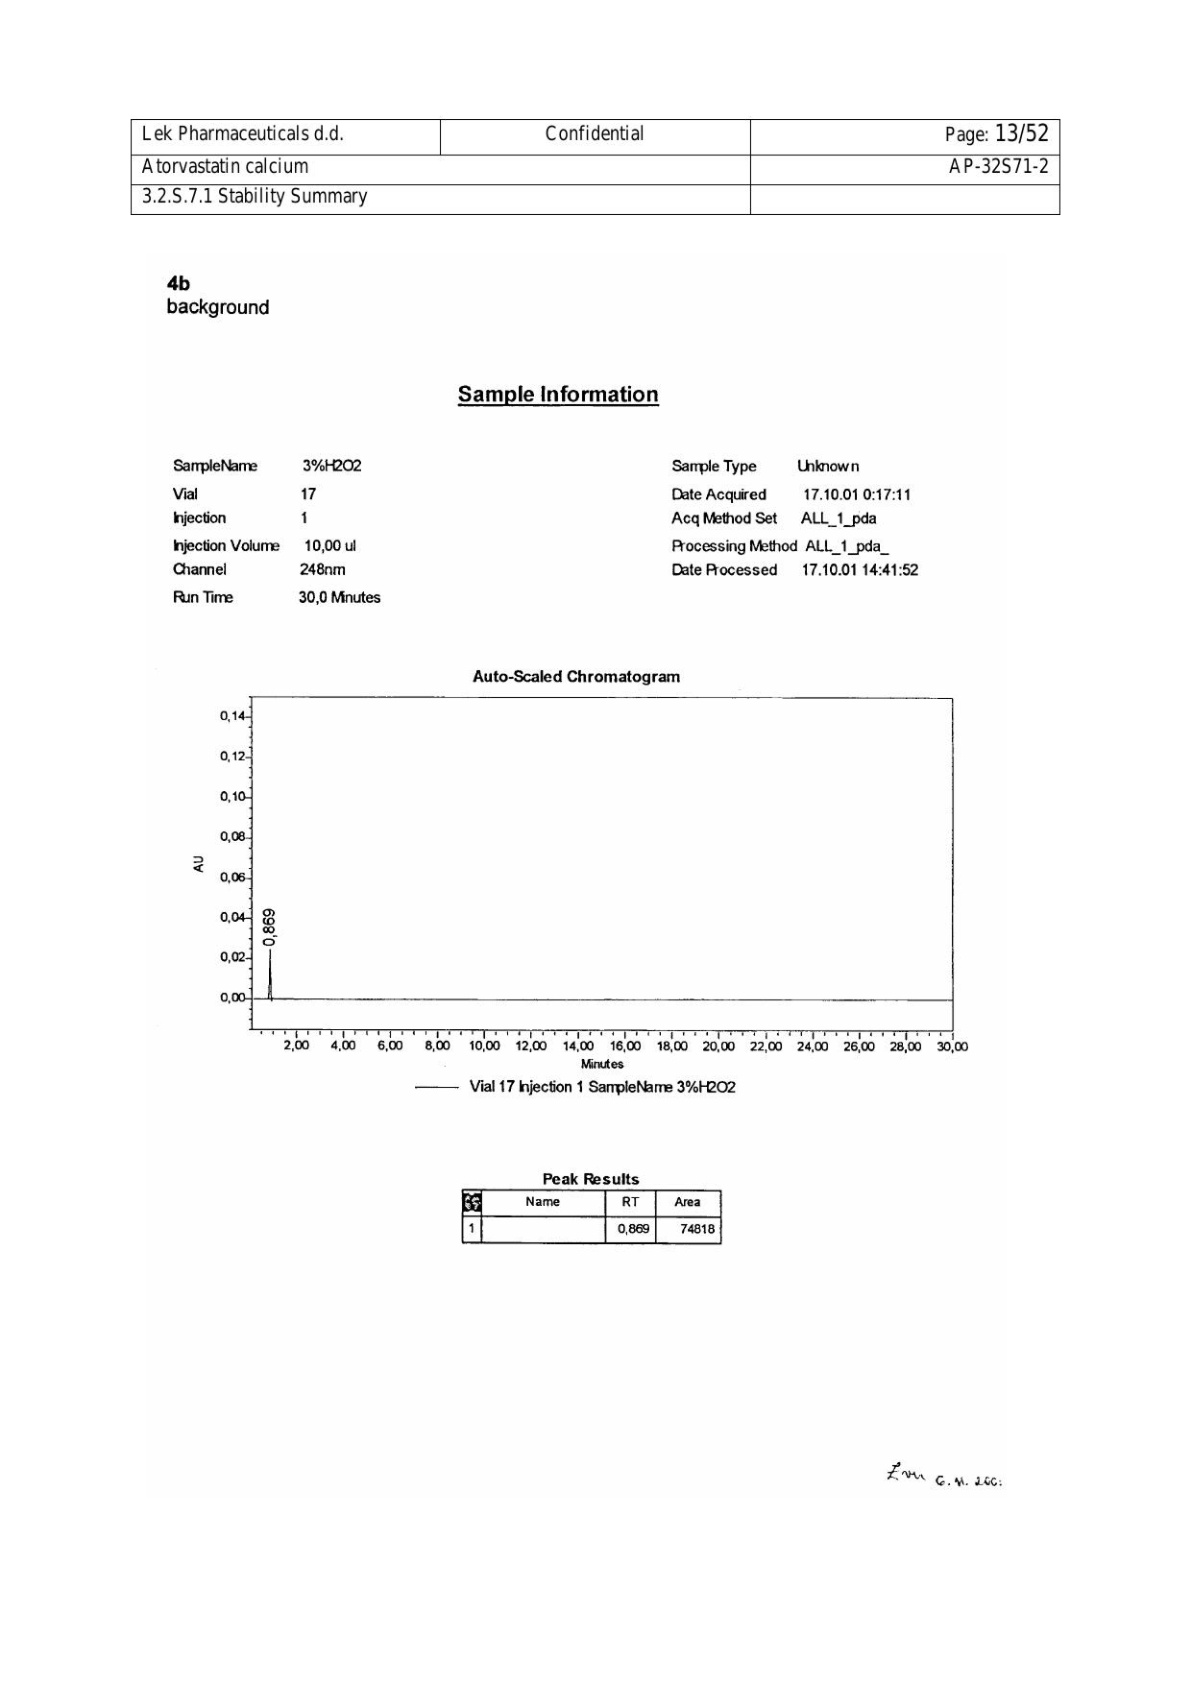 Lek Pharmaceuticals d.d. Confidential Page: 13/52
Atorvastatin calcium AP-32S71-2
3.2.S.7.1 Stability Summary
4b
background
Sample Information
SampleName 3%H2O2 Sample Type Unknown
Vial 17 Date Acquired 17.10.01 0:17:11
Injection 1 Acq Method Set ALL_1_pda
Injection Volume 10,00 ul Processing Method ALL_1_pda_
Channel 248nm Date Processed 17.10.01 14:41:52
Run Time 30,0 Minutes
Auto-Scaled Chromatogram
0,14
0,12
0,10
0,08
AU
0,06
0,04
0,869
0,02
0,00
2,00 4,00 6,00 8,00 10,00 12,00 14,00 16,00 18,00 20,00 22,00 24,00 26,00 28,00 30,00
Minutes
Vial 17 Injection 1 SampleName 3%H2O2
Peak Results
Name RT Area
1 0,869 74818